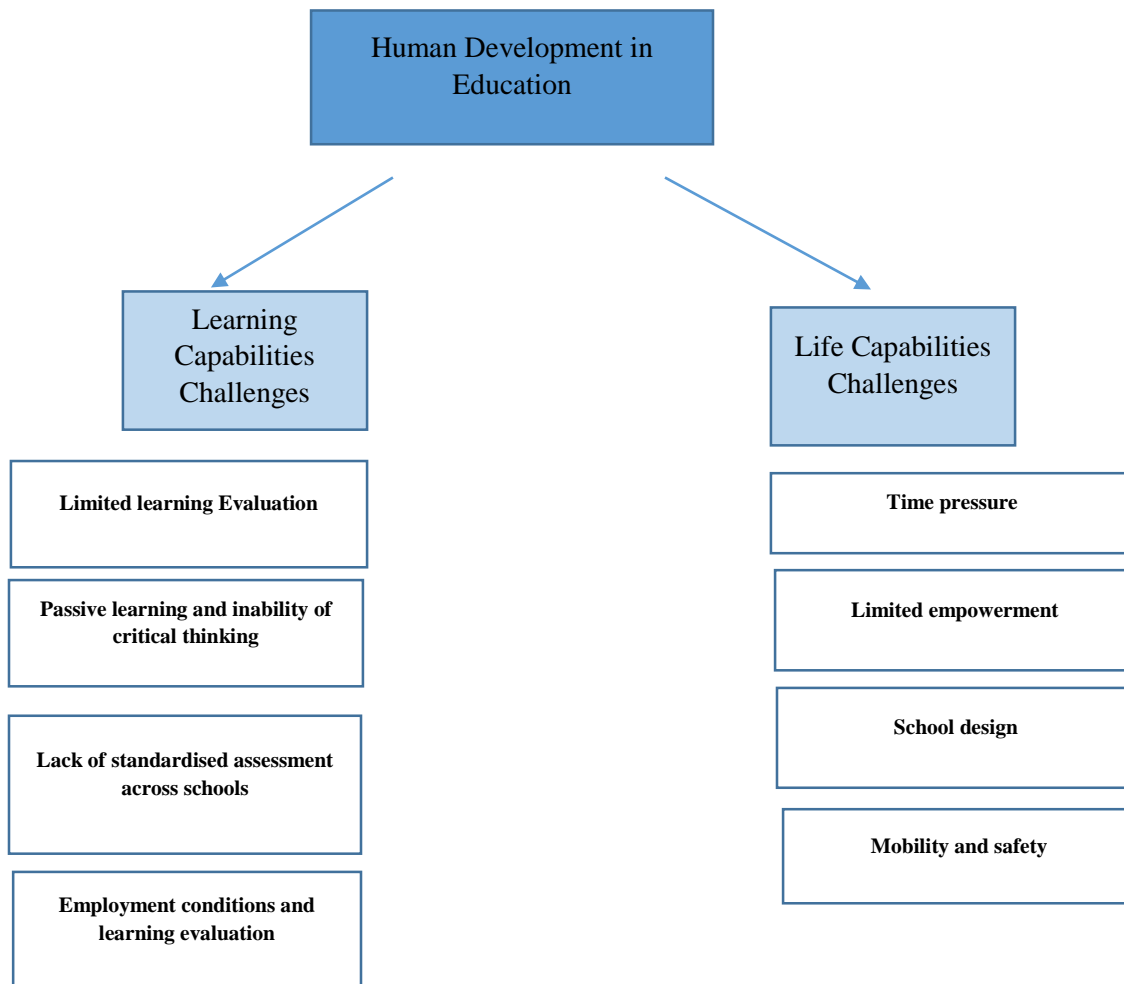 Human Development in
Education
Learning
Capabilities
Challenges
Life Capabilities
Challenges
Limited learning Evaluation
Passive learning and inability of
critical thinking
Lack of standardised assessment
across schools
Employment conditions and
learning evaluation
Time pressure
Limited empowerment
School design
Mobility and safety